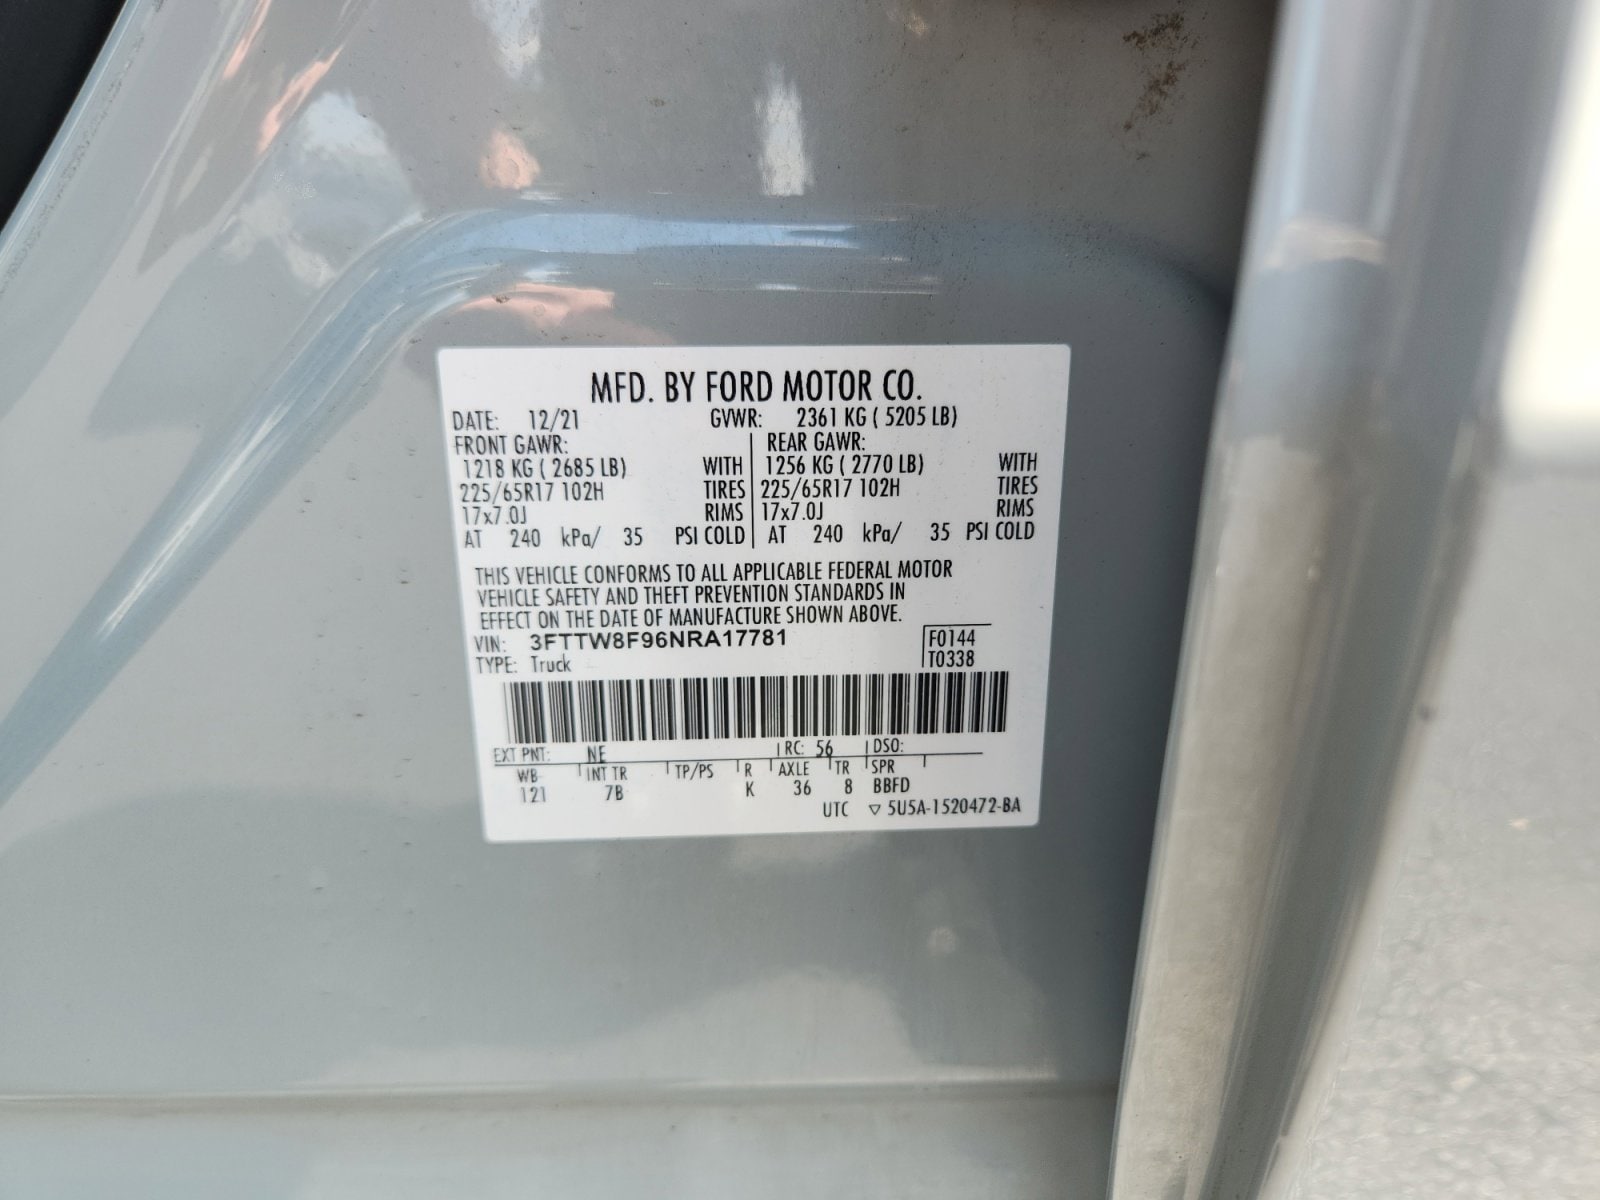 MFD. BY FORD MOTOR CO.
DATE: 12/21 GVWR: 2361 KG ( 5205 LB)
FRONT GAWR: REAR GAWR:
1218 KG ( 2685 LB) WITH 1256 KG ( 2770 LB) WITH
225/65R17 102H TIRES 225/65R17 102H TIRES
17x7.0J RIMS 17x7.0J RIMS
AT 240 kPa/ 35 PSI COLD AT 240 kPa/ 35 PSI COLD
THIS VEHICLE CONFORMS TO ALL APPLICABLE FEDERAL MOTOR
VEHICLE SAFETY AND THEFT PREVENTION STANDARDS IN
EFFECT ON THE DATE OF MANUFACTURE SHOWN ABOVE.
VIN: 3FTTW8F96NRA17781 F0144
TYPE: Truck T0338
EXT PNT: NE RC: 56 DSO:
WB INT TR TP/PS R AXLE TR SPR
121 7B K 36 8 BBFD
UTC ▽ 5U5A-1520472-BA